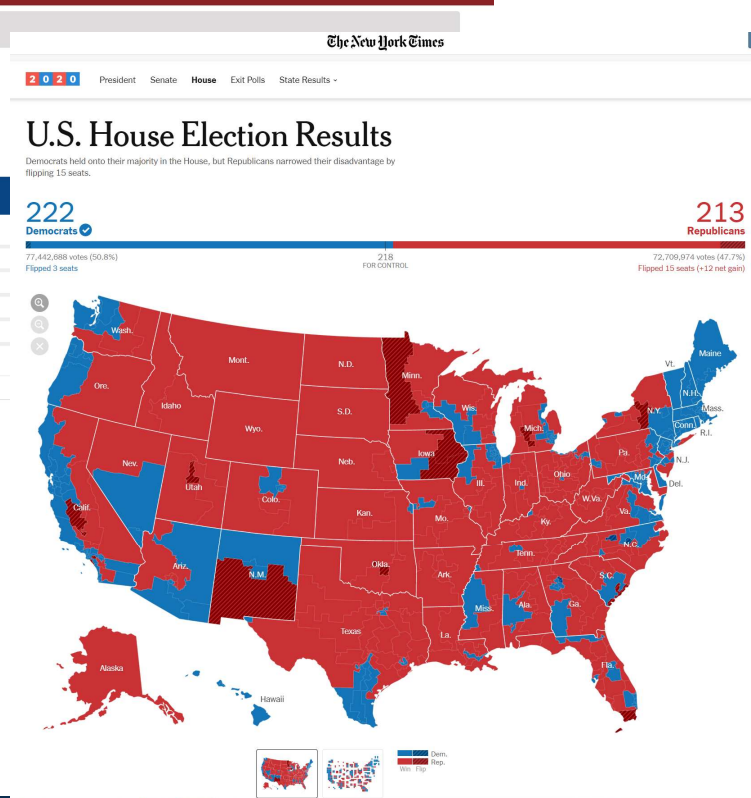 The New York Times
2020 President Senate House Exit Polls State Results
U.S. House Election Results
Democrats held onto their majority in the House, but Republicans narrowed their disadvantage by
flipping 15 seats.
222 213
Democrats Republicans
77,442,688 votes (50.8%) 218 72,709,974 votes (47.7%)
Flipped 3 seats FOR CONTROL Flipped 15 seats (+12 net gain)
Wash.
Mont.
N.D.
Minn.
Vt.
Maine
Ore.
Idaho
S.D.
Wis.
Mich.
N.Y.
N.H.
Mass.
Wyo.
Conn.
R.I.
Nev.
Neb.
Iowa
Pa.
N.J.
Utah
Colo.
Ill.
Ind.
Ohio
Md.
Del.
Calif.
Kan.
Mo.
Ky.
W.Va.
Va.
Ariz.
N.M.
Okla.
Ark.
Tenn.
N.C.
S.C.
Texas
La.
Miss.
Ala.
Ga.
Alaska
Hawaii
Fla.
Dem.
Rep.
Win Flip